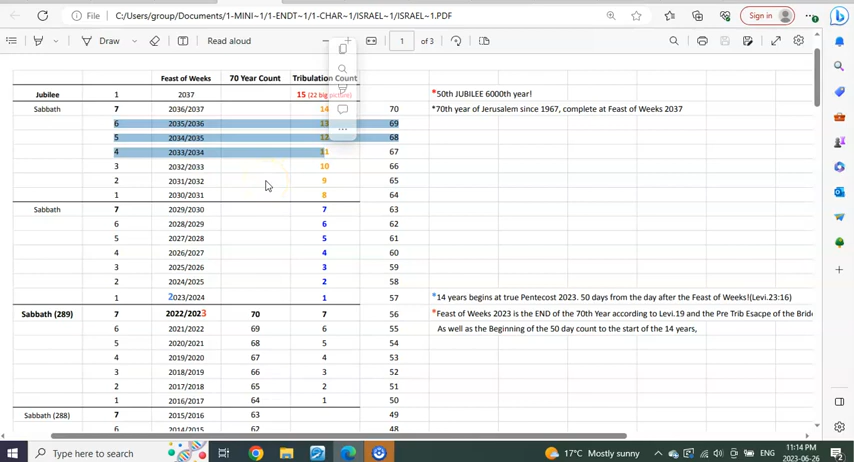 File
C:/Users/group/Documents/1-MINI~1/1-ENDT~1/1-CHAR~1/ISRAEL~1/ISRAEL~1.PDF
Sign in
Draw
Read aloud
1
of 3
Feast of Weeks 70 Year Count Tribulation Count
Jubilee 1 2037 15 (22 big picture) *50th JUBILEE 6000th year!
Sabbath 7 2036/2037 14 70 *70th year of Jerusalem since 1967, complete at Feast of Weeks 2037
6 2035/2036 13 69
5 2034/2035 12 68
4 2033/2034 11 67
3 2032/2033 10 66
2 2031/2032 9 65
1 2030/2031 8 64
Sabbath 7 2029/2030 7 63
6 2028/2029 6 62
5 2027/2028 5 61
4 2026/2027 4 60
3 2025/2026 3 59
2 2024/2025 2 58
1 2023/2024 1 57 *14 years begins at true Pentecost 2023. 50 days from the day after the Feast of Weeks!(Levi.23:16)
Sabbath (289) 7 2022/2023 70 7 56 *Feast of Weeks 2023 is the END of the 70th Year according to Levi.19 and the Pre Trib Esacpe of the Bride
6 2021/2022 69 6 55 As well as the Beginning of the 50 day count to the start of the 14 years,
5 2020/2021 68 5 54
4 2019/2020 67 4 53
3 2018/2019 66 3 52
2 2017/2018 65 2 51
1 2016/2017 64 1 50
Sabbath (288) 7 2015/2016 63 49
6 2014/2015 62 48
Type here to search
17°C Mostly sunny
ENG
11:14 PM
2023-06-26
2